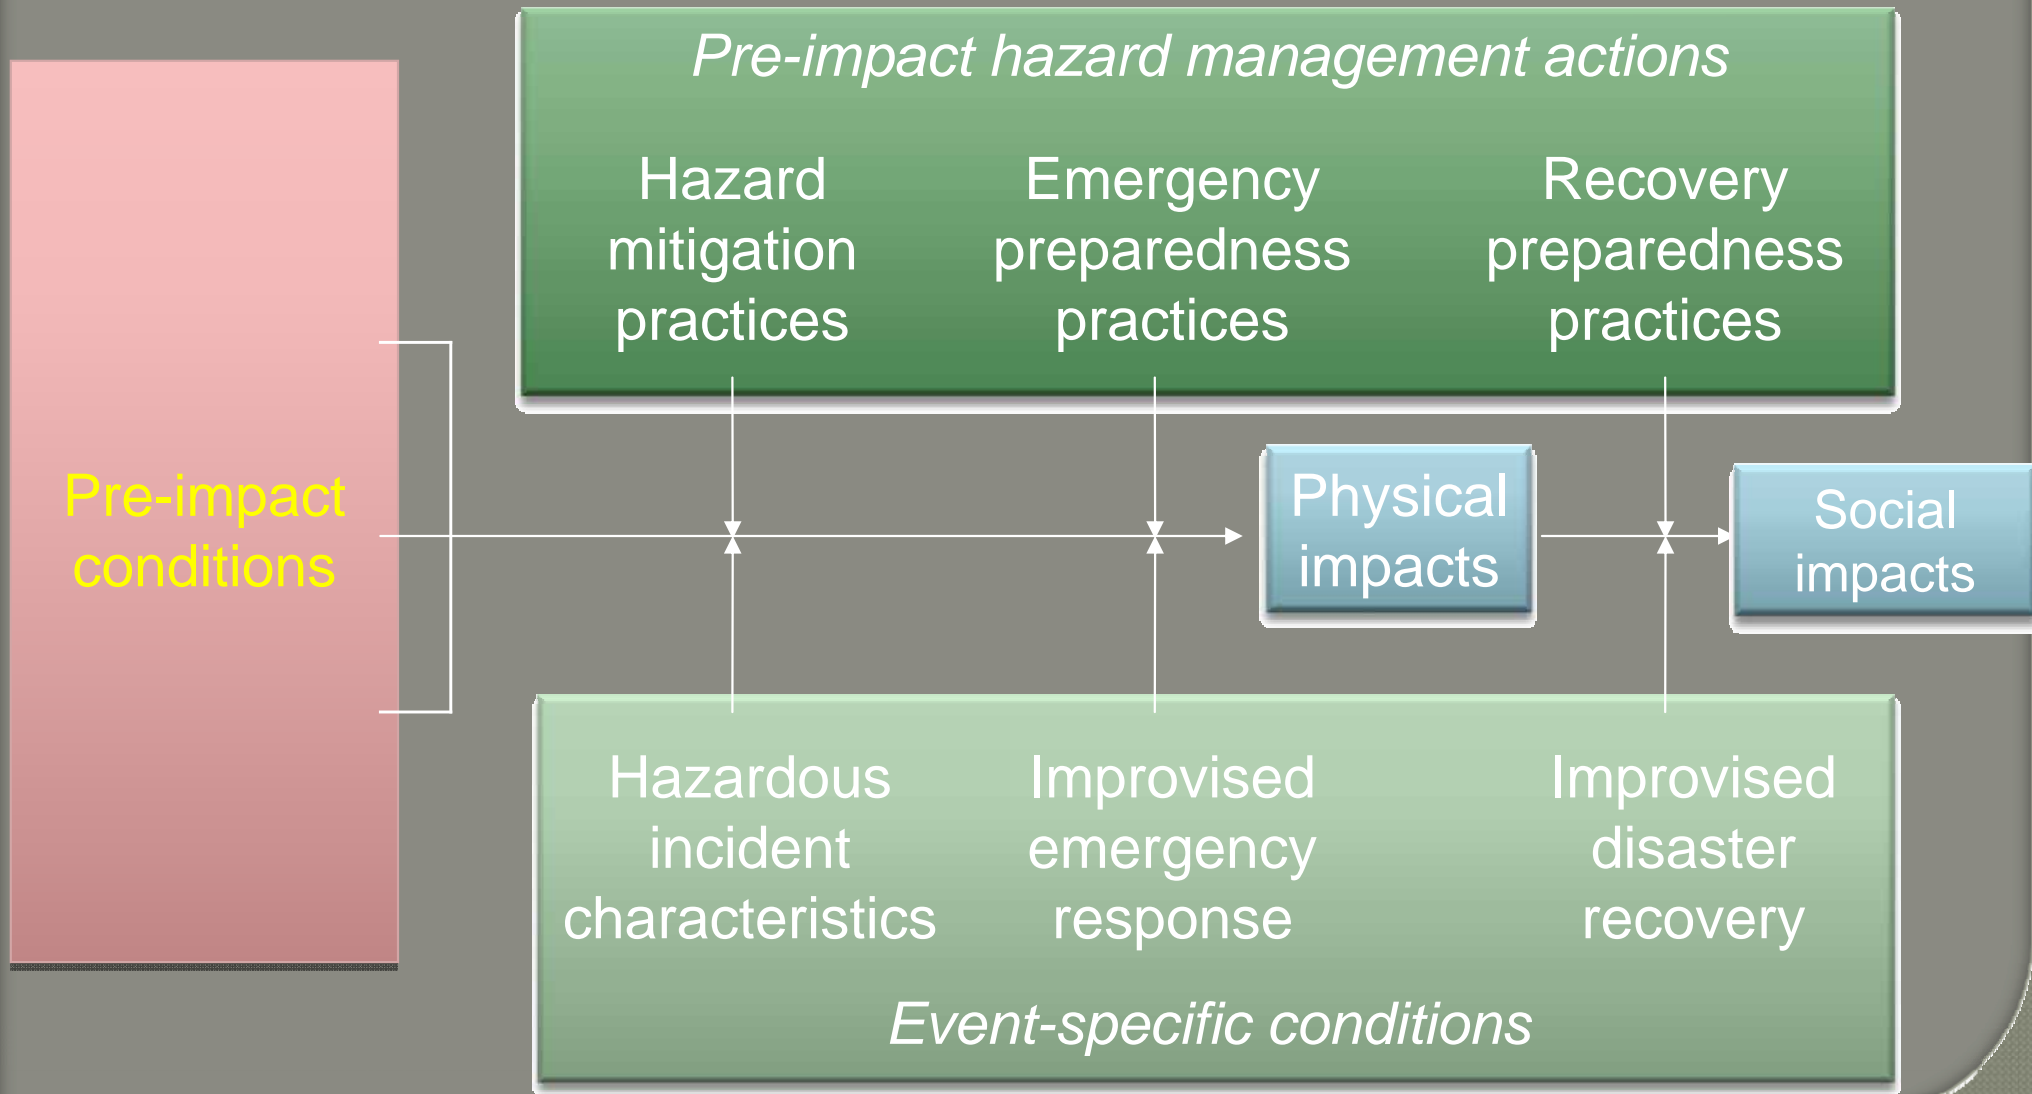 Pre-impact hazard management actions
Hazard
mitigation
practices
Emergency
preparedness
practices
Recovery
preparedness
practices
Pre-impact
conditions
Physical
impacts
Social
impacts
Hazardous
incident
characteristics
Improvised
emergency
response
Improvised
disaster
recovery
Event-specific conditions